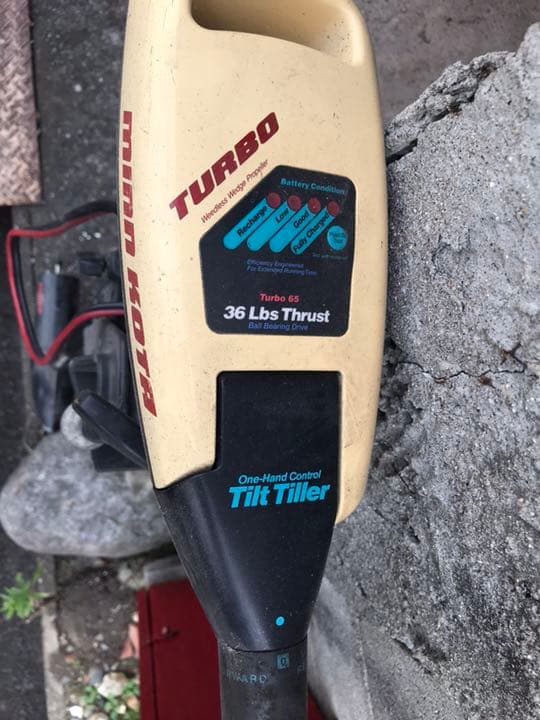 MINN KOTA
TURBO
Weedless Wedge Propeller
Battery Condition
Recharge
Low
Good
Fully Charged
Efficiency Engineered
For Extended Running Time
Turbo 65
36 Lbs Thrust
Ball Bearing Drive
One-Hand Control
Tilt Tiller
0